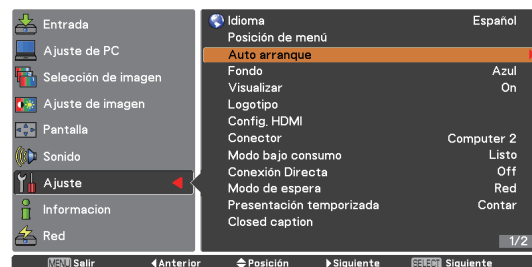 Entrada
Ajuste de PC
Selección de imagen
Ajuste de imagen
Pantalla
Sonido
Ajuste
Informacion
Red
Idioma Español
Posición de menú
Auto arranque
Fondo Azul
Visualizar On
Logotipo
Config. HDMI
Conector Computer 2
Modo bajo consumo Listo
Conexión Directa Off
Modo de espera Red
Presentación temporizada Contar
Closed caption
1/2
MENU Salir Anterior Posición Siguiente SELECT Siguiente